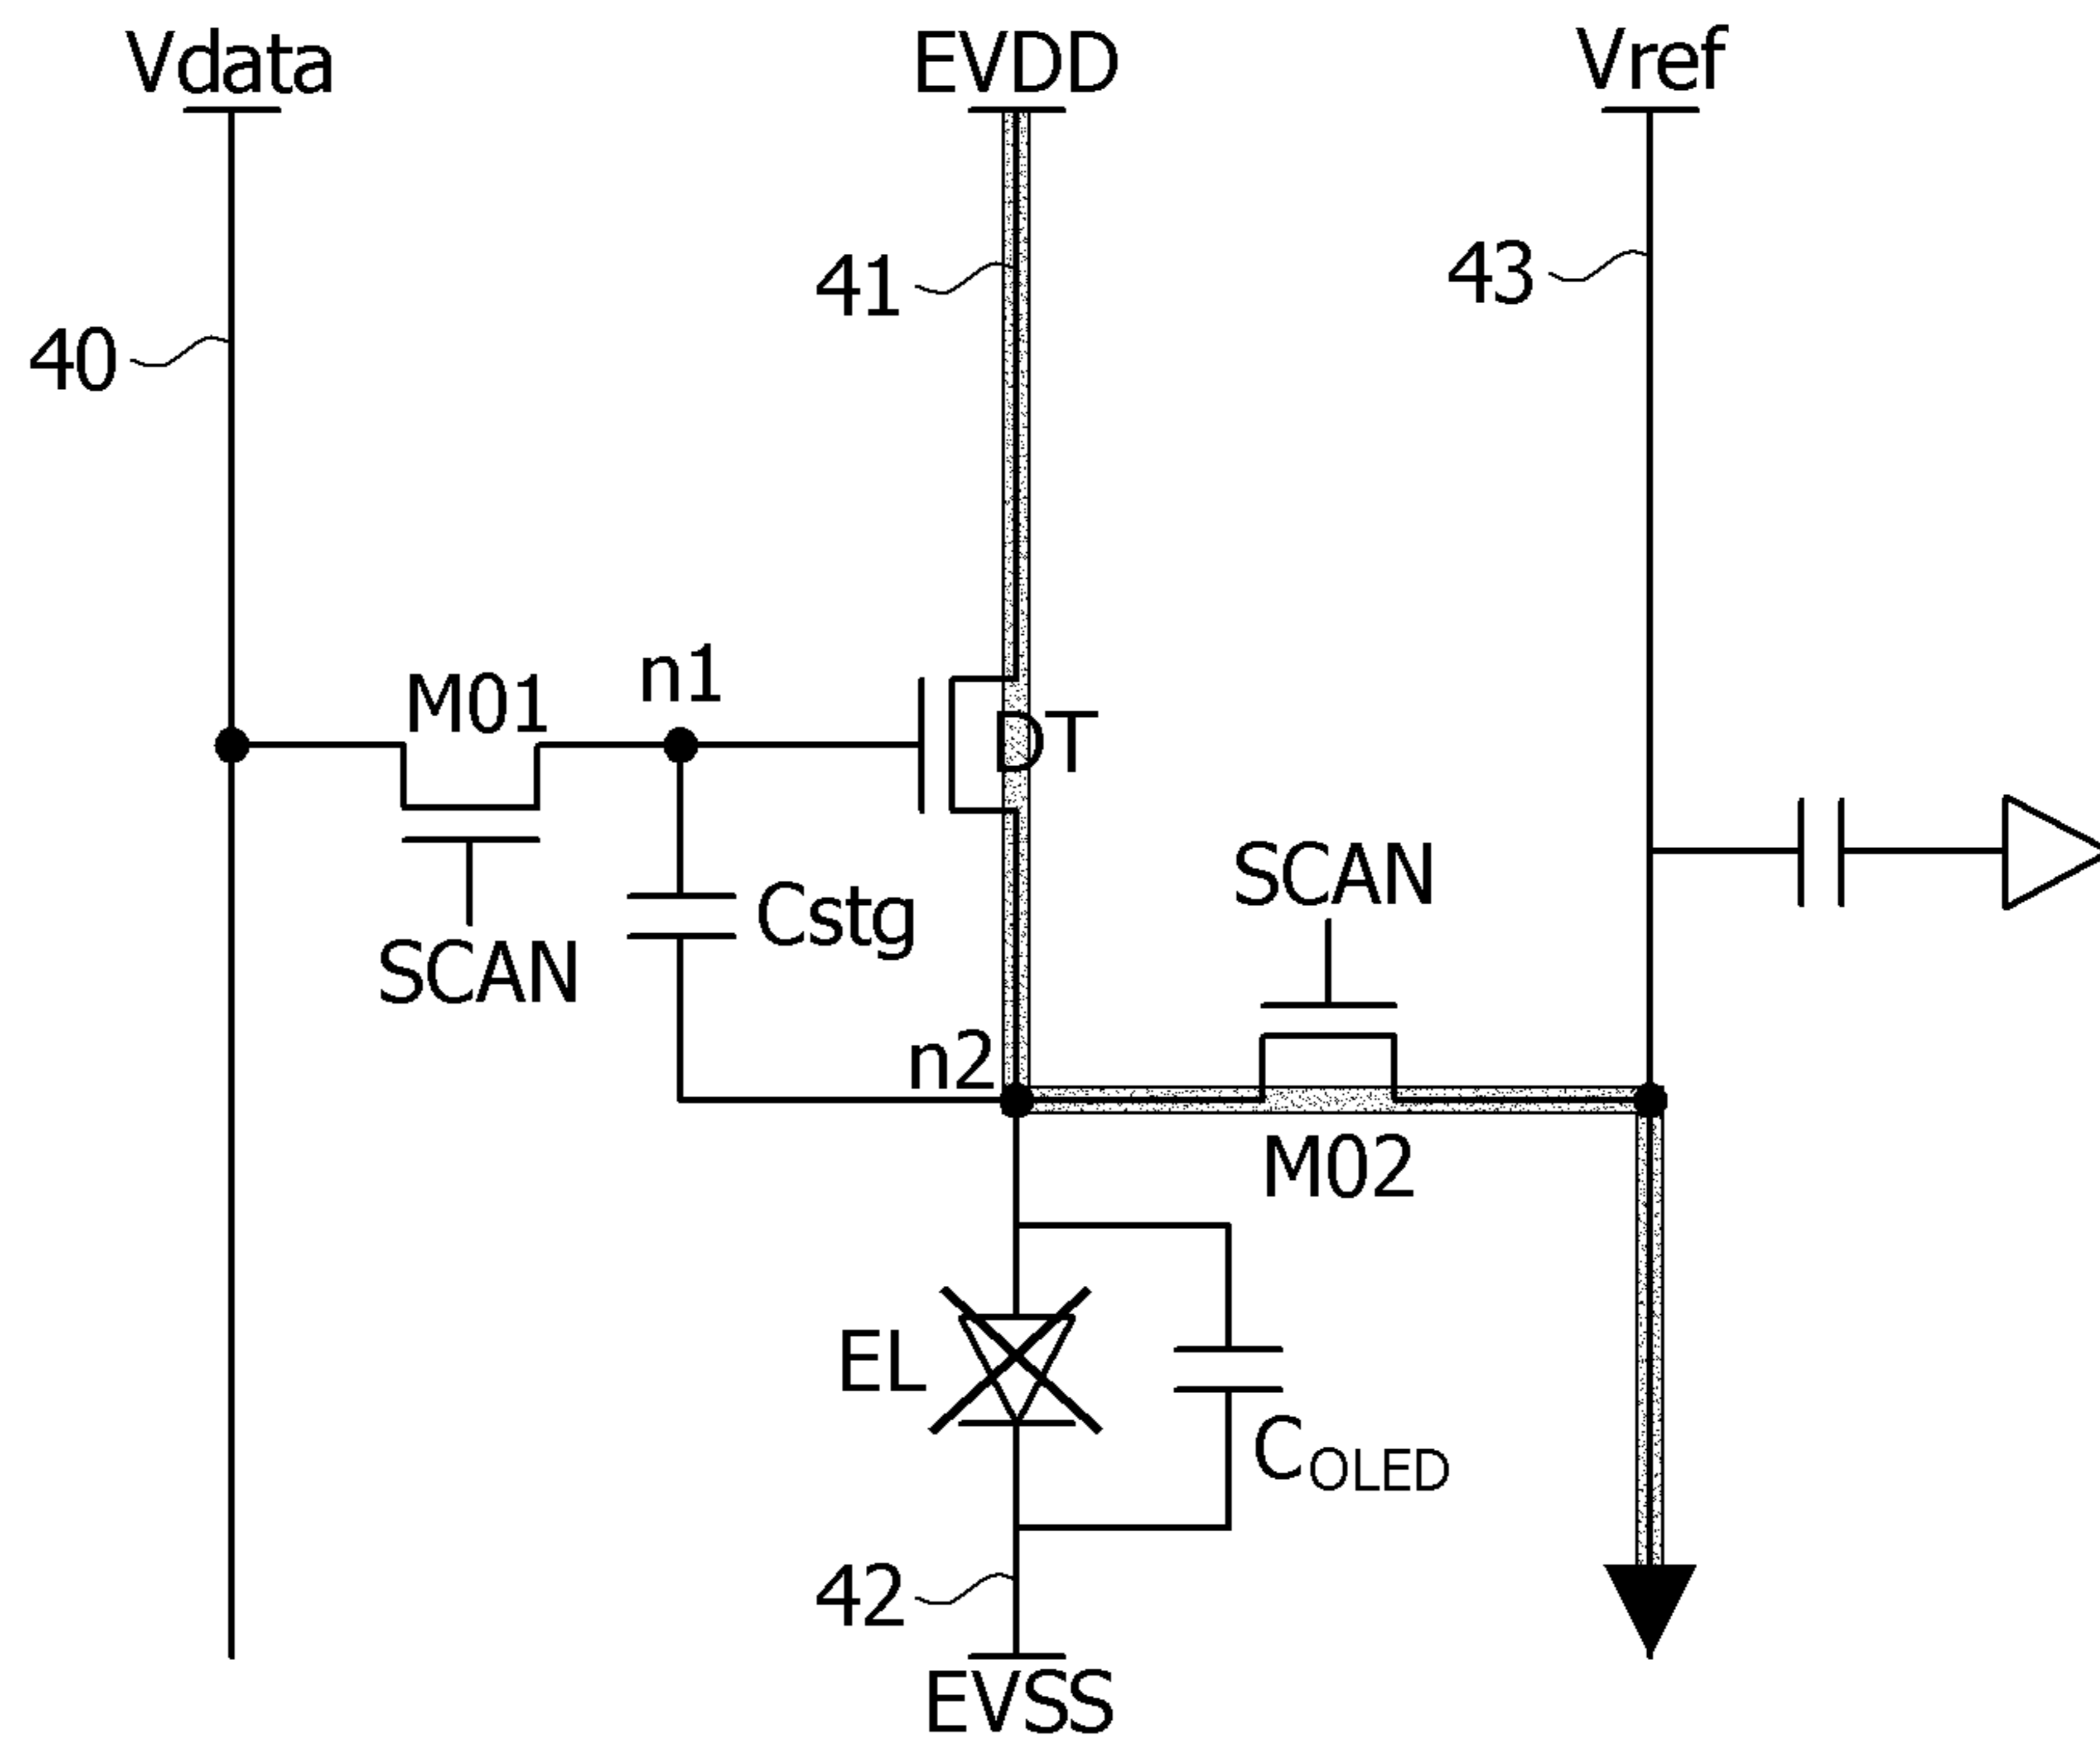 Vdata EVDD Vref
41 43
40
M01 n1 DT
SCAN
Cstg
SCAN
n2
M02
EL
COLED
42
EVSS